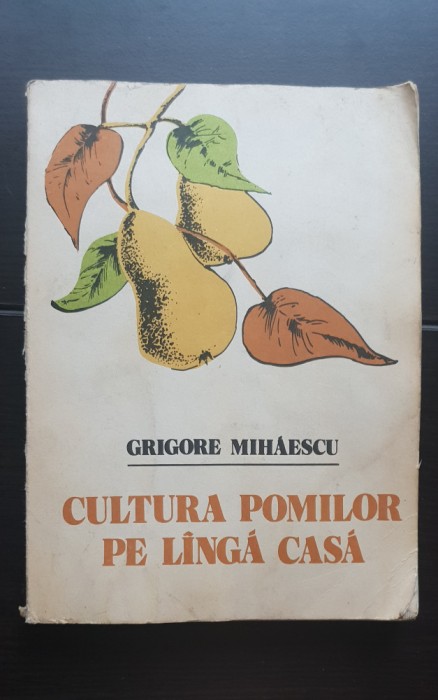 GRIGORE MIHĂESCU
CULTURA POMILOR
PE LÎNGĂ CASĂ